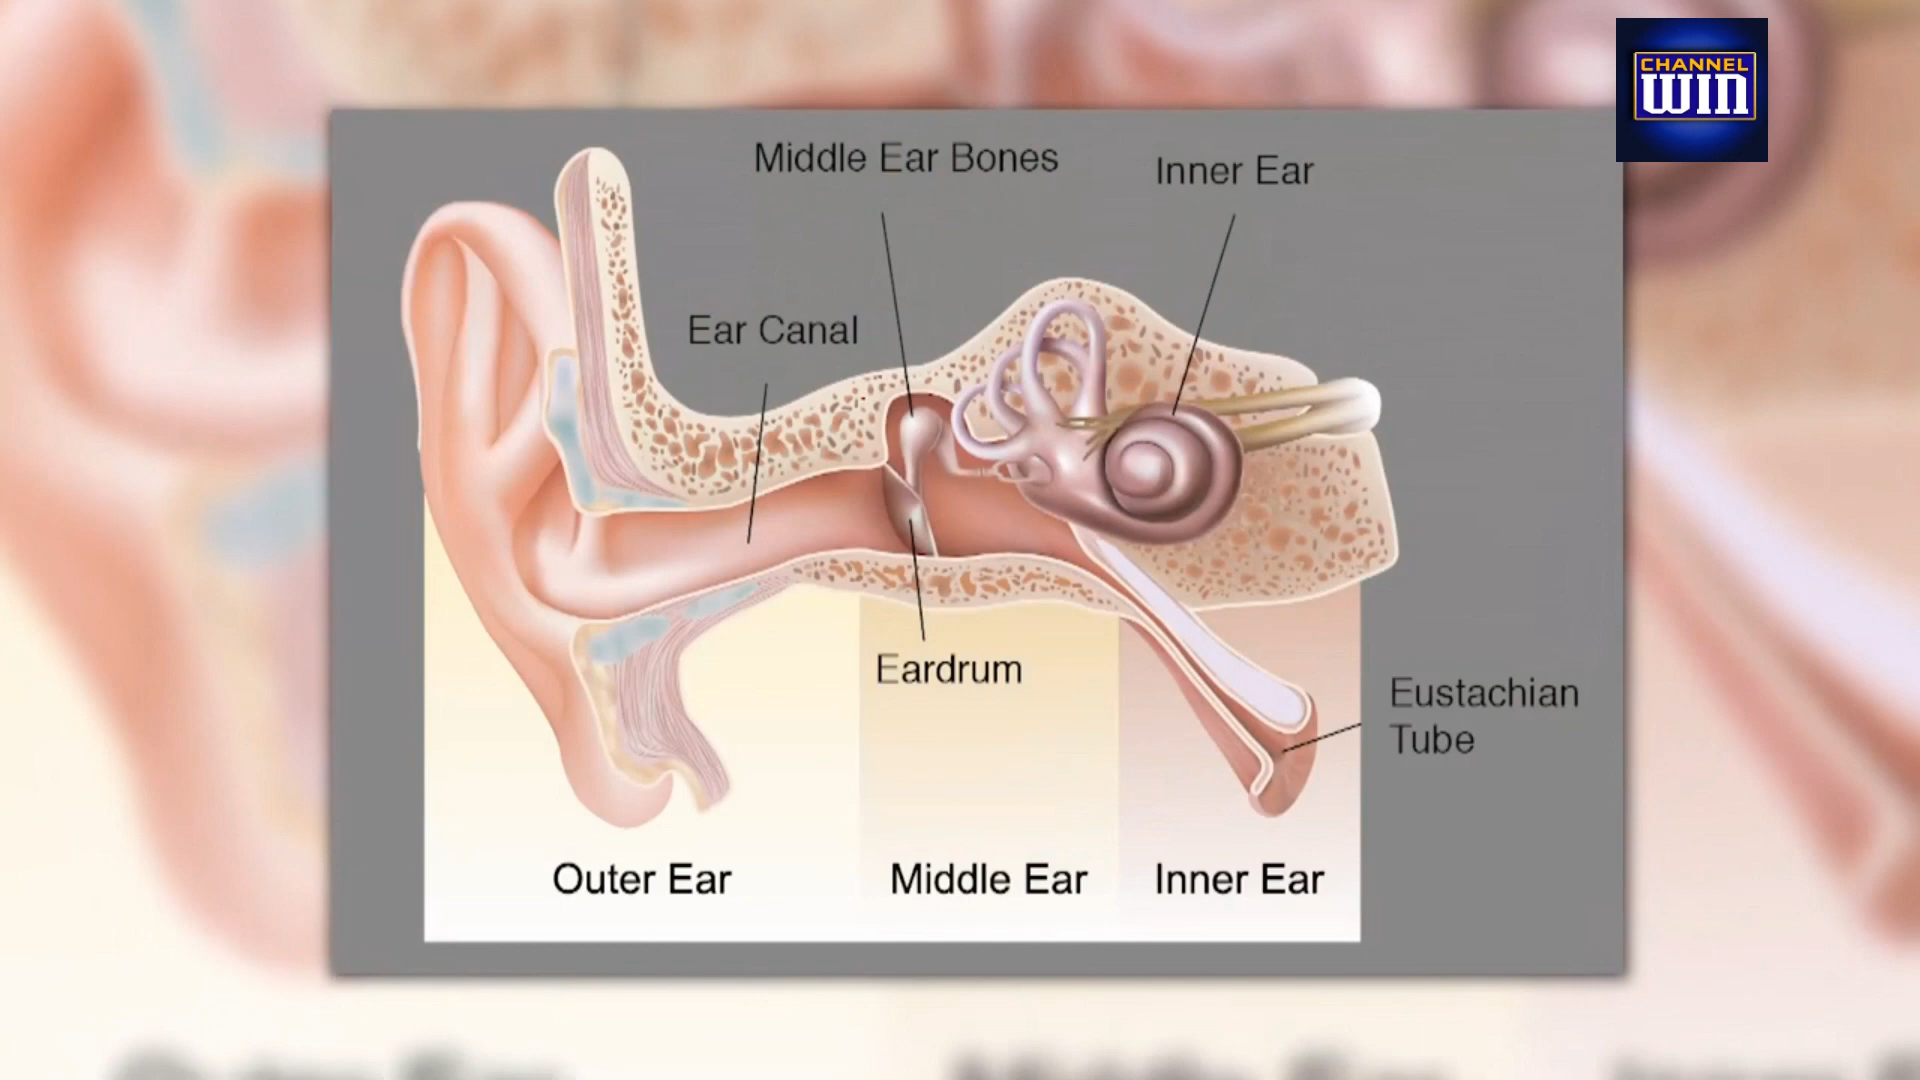 CHANNEL
WIN
Middle Ear Bones
Inner Ear
Ear Canal
Eardrum
Eustachian
Tube
Outer Ear
Middle Ear
Inner Ear